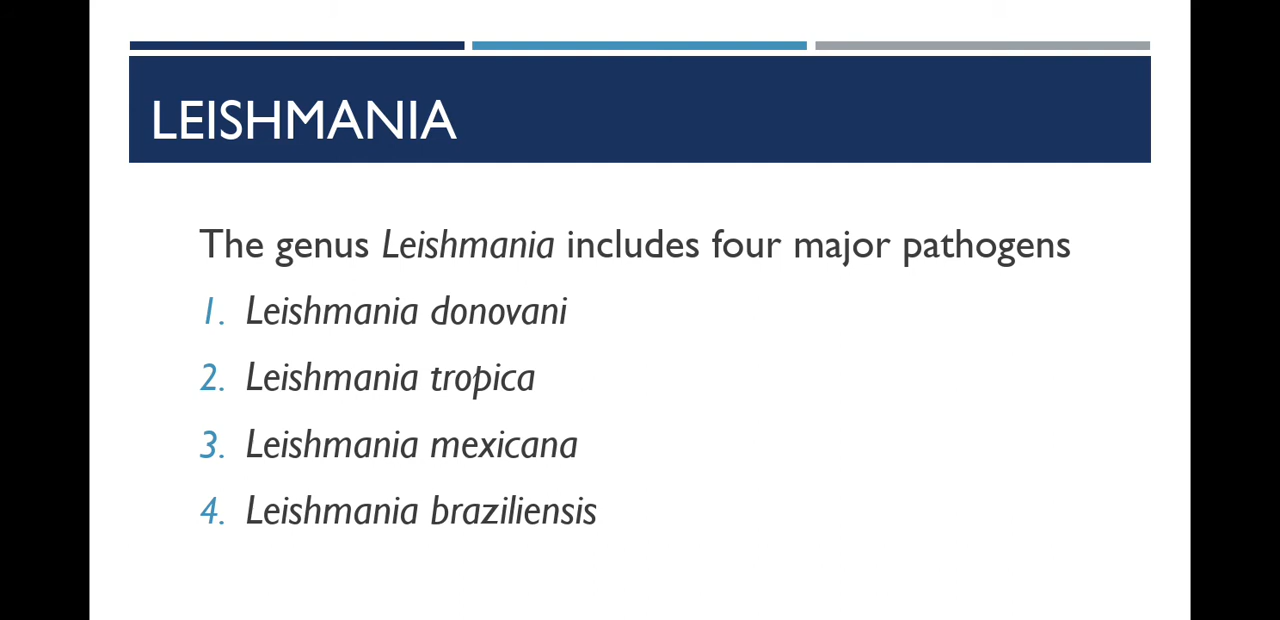 LEISHMANIA
The genus Leishmania includes four major pathogens
1. Leishmania donovani
2. Leishmania tropica
3. Leishmania mexicana
4. Leishmania braziliensis